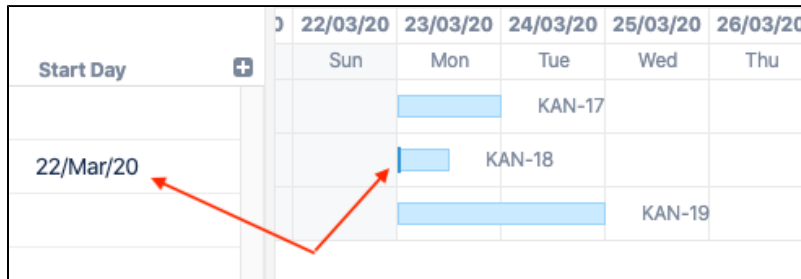 0 22/03/20 23/03/20 24/03/20 25/03/20 26/03/20
Start Day Sun Mon Tue Wed Thu
KAN-17
22/Mar/20 KAN-18
KAN-19